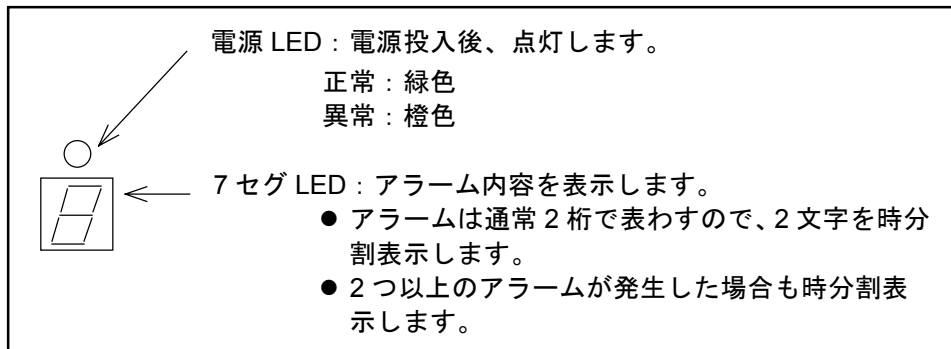 電源 LED：電源投入後、点灯します。
正常：緑色
異常：橙色
7 セグ LED：アラーム内容を表示します。
● アラームは通常 2 桁で表わすので、2 文字を時分
割表示します。
● 2 つ以上のアラームが発生した場合も時分割表
示します。